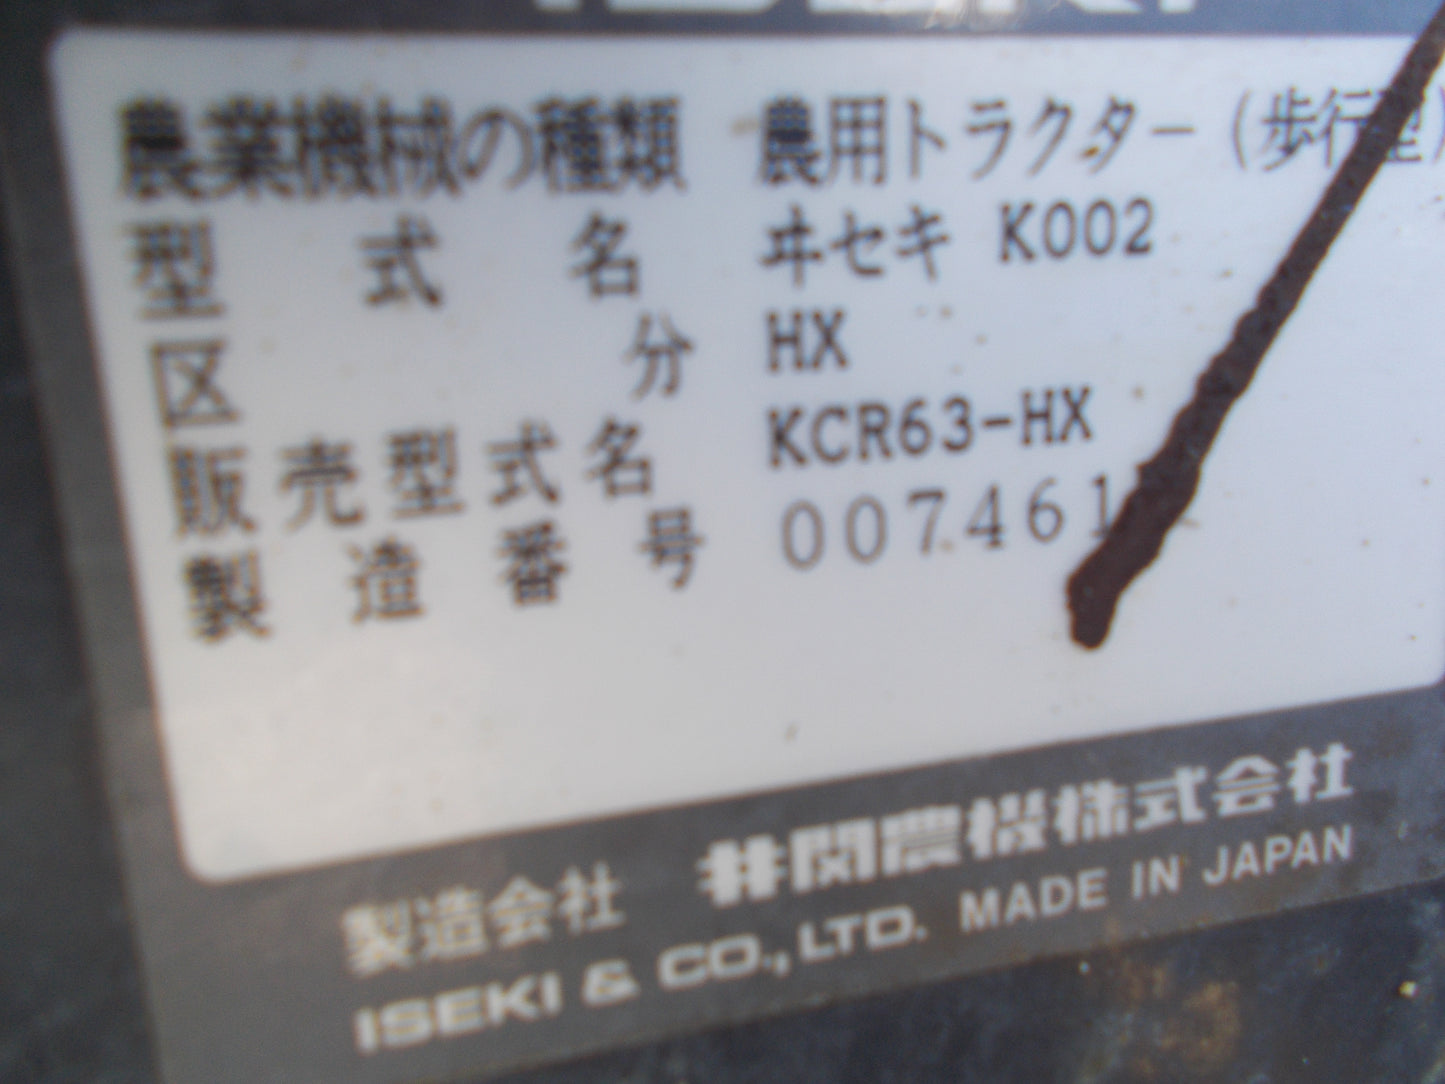 ISEKI
農業機械の種類 農用トラクター（歩行型）
型式名 ヰセキ K002
区分 HX
販売型式名 KCR63-HX
製造番号 007461
製造会社 井関農機株式会社
ISEKI & CO., LTD. MADE IN JAPAN